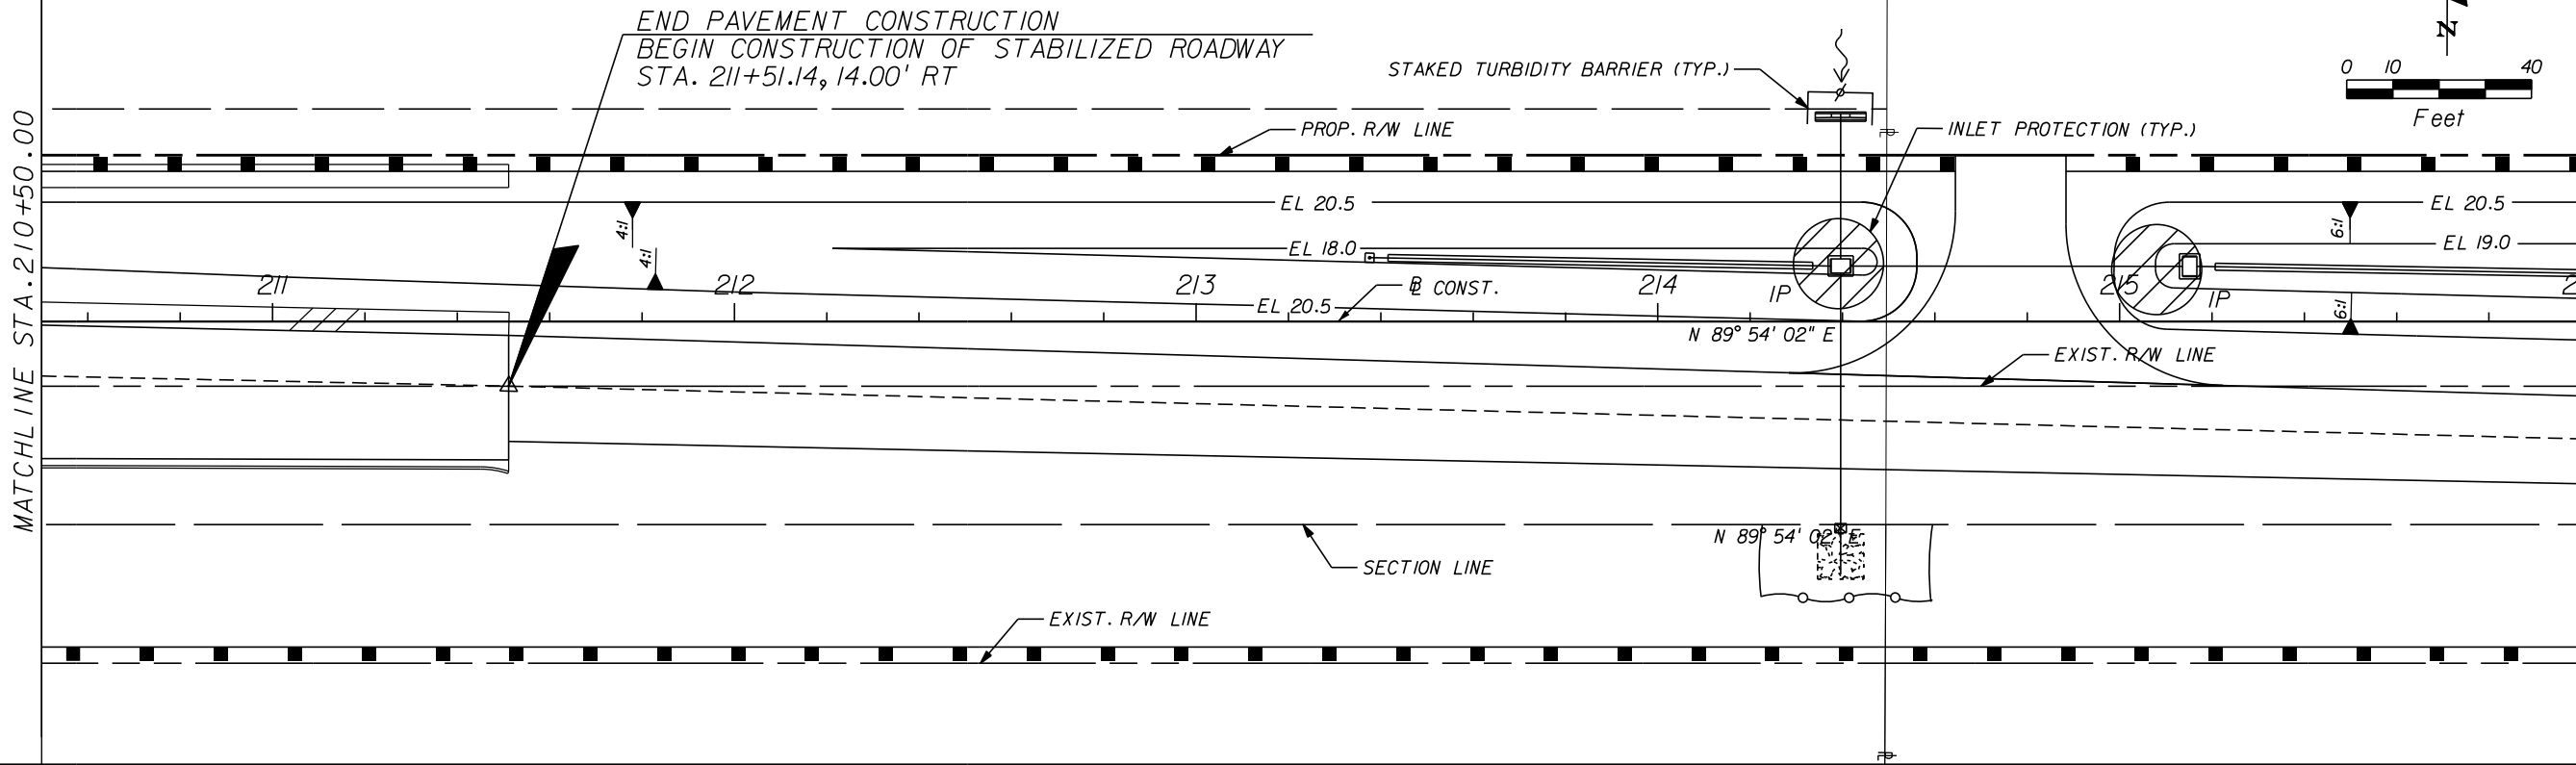 END PAVEMENT CONSTRUCTION
BEGIN CONSTRUCTION OF STABILIZED ROADWAY
STA. 211+51.14, 14.00' RT
STAKED TURBIDITY BARRIER (TYP.)
N
0 10 40
Feet
MATCHLINE STA. 210+50.00
PROP. R/W LINE
INLET PROTECTION (TYP.)
EL 20.5
EL 20.5
4:1
4:1
6:1
EL 18.0
EL 19.0
211
212
213
214
215
B CONST.
IP
IP
EL 20.5
6:1
N 89° 54' 02" E
EXIST. R/W LINE
N 89° 54' 02" E
SECTION LINE
EXIST. R/W LINE